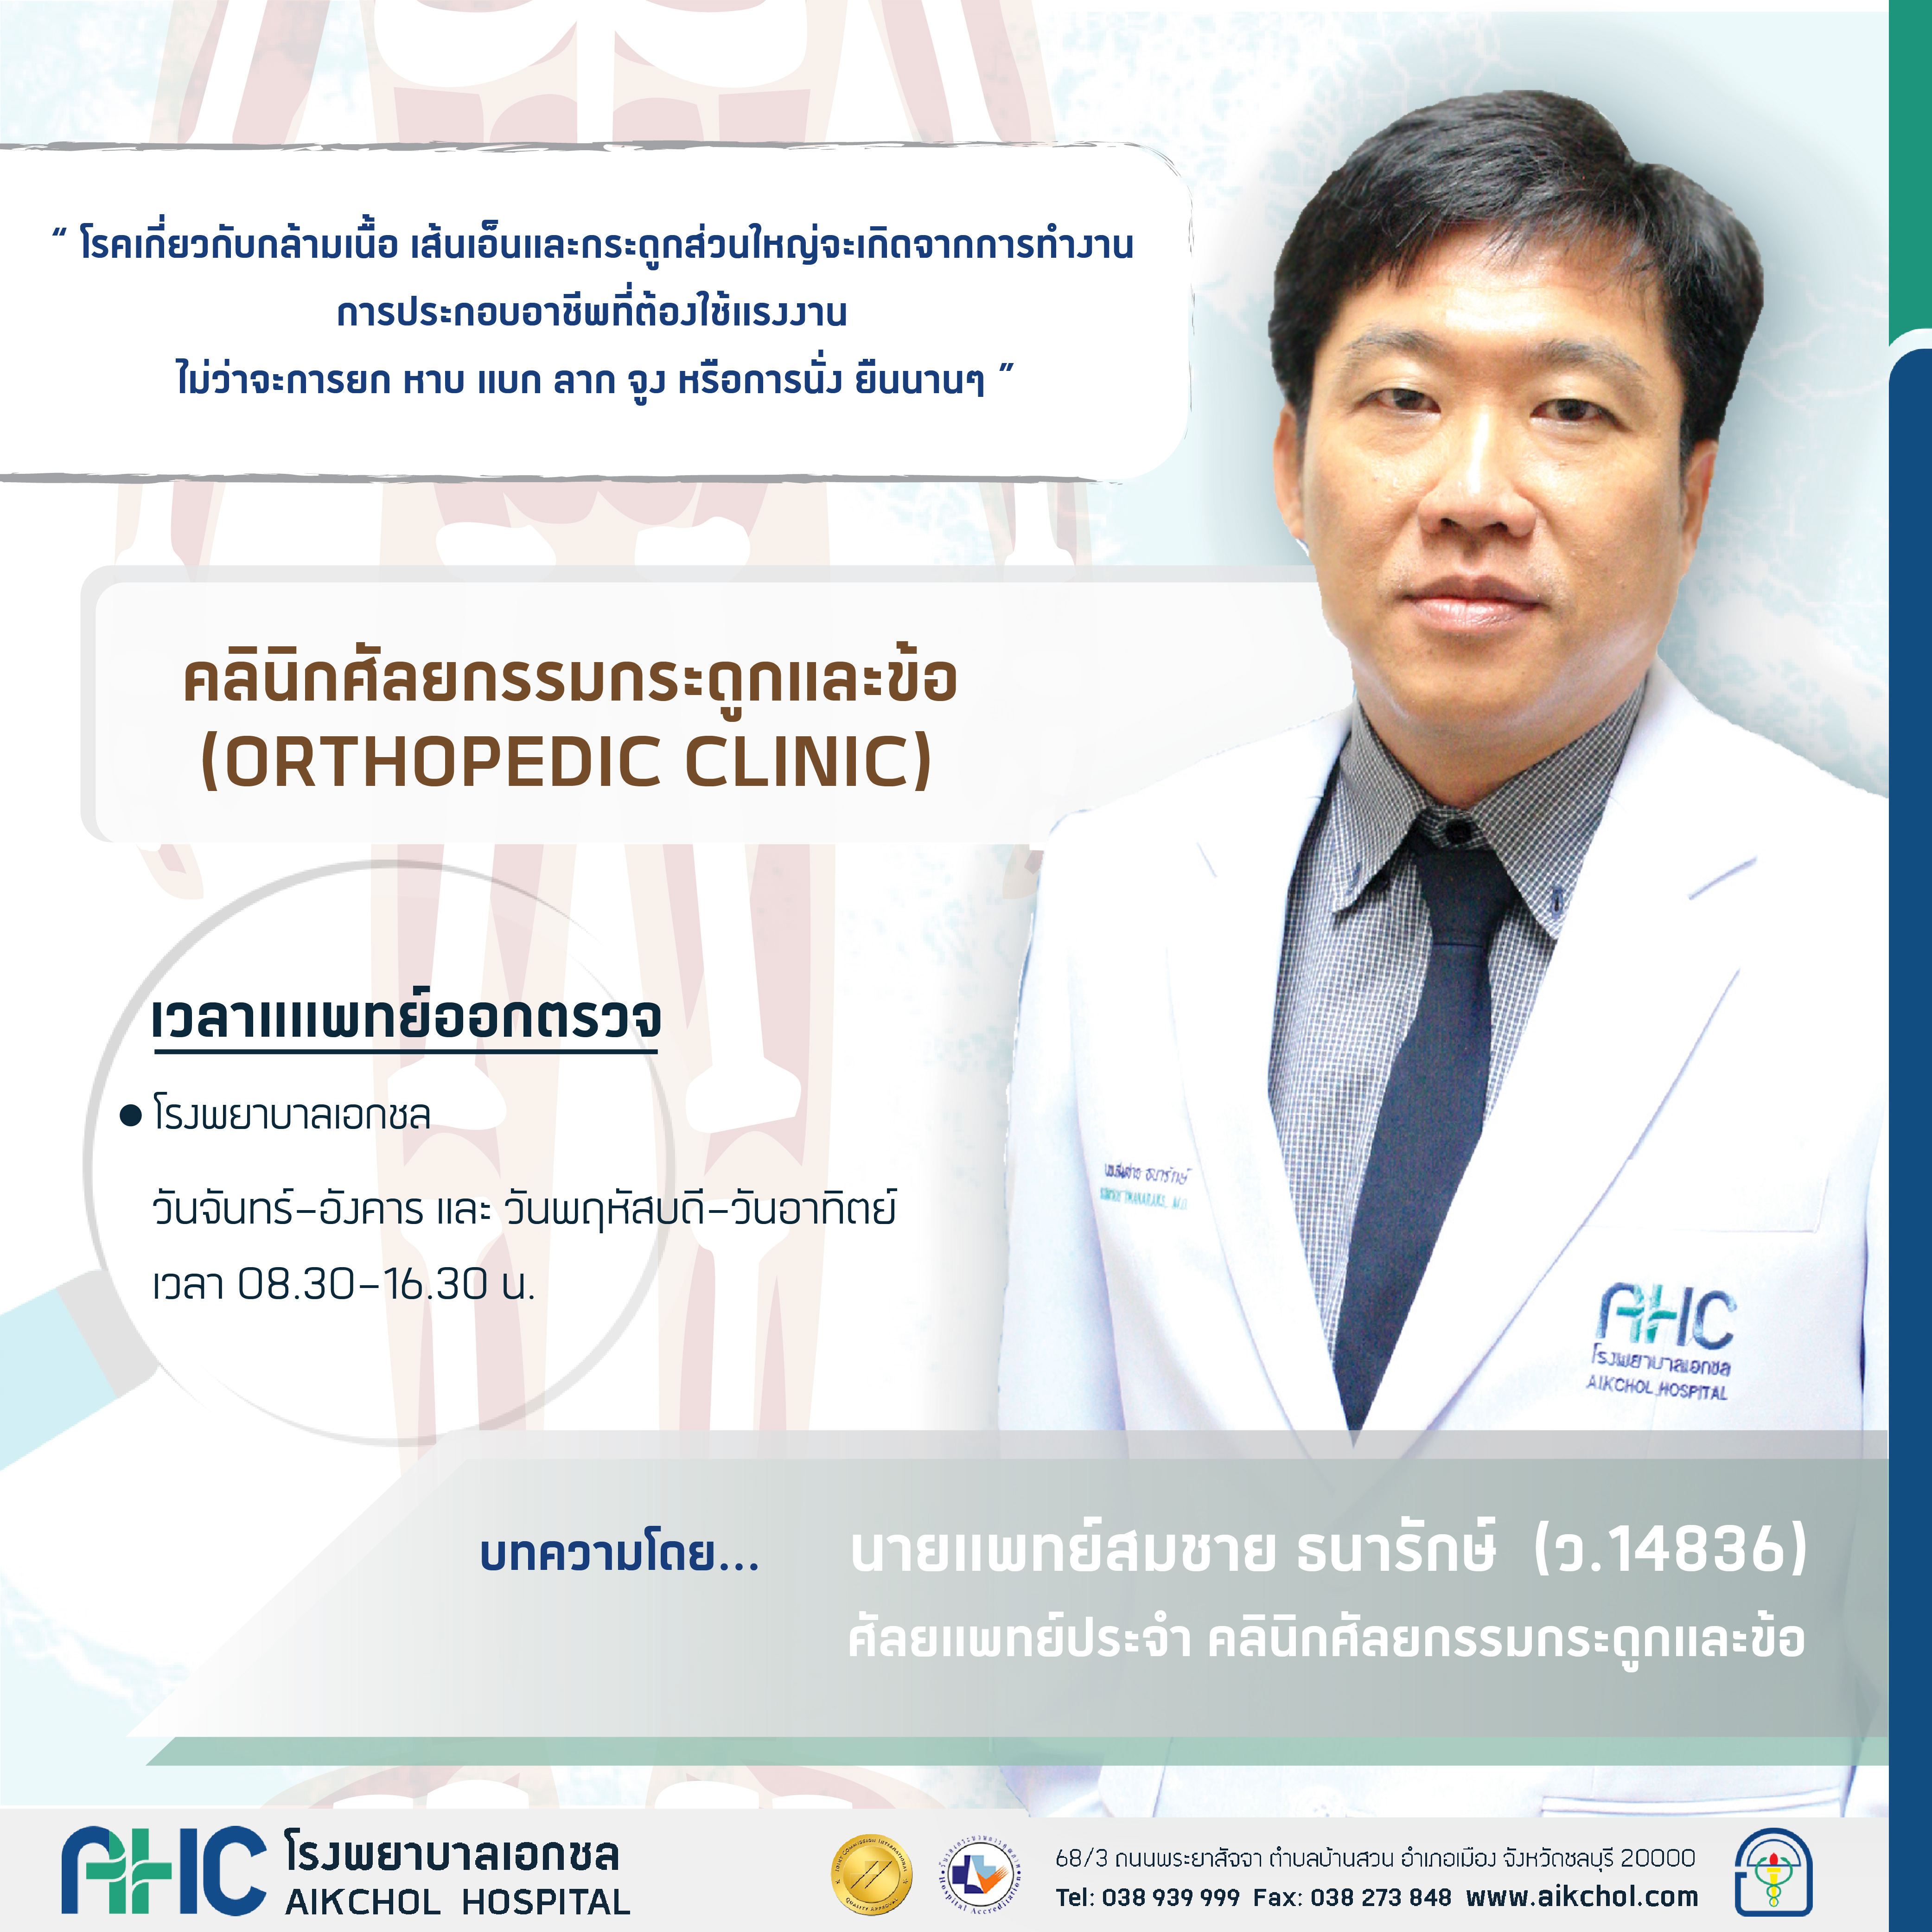 “ โรคเกี่ยวกับกล้ามเนื้อ เส้นเอ็นและกระดูกส่วนใหญ่จะเกิดจากการทำงาน
การประกอบอาชีพที่ต้องใช้แรงงาน
ไม่ว่าจะการยก หาบ แบก ลาก จูง หรือการนั่ง ยืนนานๆ ”
คลินิกศัลยกรรมกระดูกและข้อ
(ORTHOPEDIC CLINIC)
เวลาแแพทย์ออกตรวจ
● โรงพยาบาลเอกชล
วันจันทร์-อังคาร และ วันพฤหัสบดี-วันอาทิตย์
เวลา 08.30-16.30 น.
นพ.สมชาย ธนารักษ์
AHC
โรงพยาบาลเอกชล
AIKCHOL HOSPITAL
บทความโดย... นายแพทย์สมชาย ธนารักษ์ (ว.14836)
ศัลยแพทย์ประจำ คลินิกศัลยกรรมกระดูกและข้อ
AHC โรงพยาบาลเอกชล
AIKCHOL HOSPITAL
68/3 ถนนพระยาสัจจา ตำบลบ้านสวน อำเภอเมือง จังหวัดชลบุรี 20000
Tel: 038 939 999 Fax: 038 273 848 www.aikchol.com